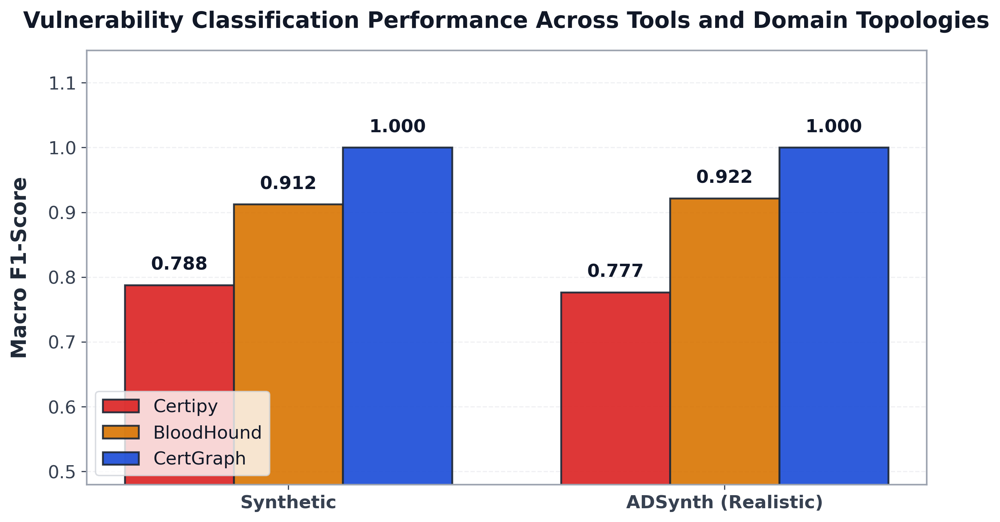 Vulnerability Classification Performance Across Tools and Domain Topologies
Macro F1-Score
1.1
1.0
0.9
0.8
0.7
0.6
0.5
0.788
0.912
1.000
0.777
0.922
1.000
Certipy
BloodHound
CertGraph
Synthetic
ADSynth (Realistic)